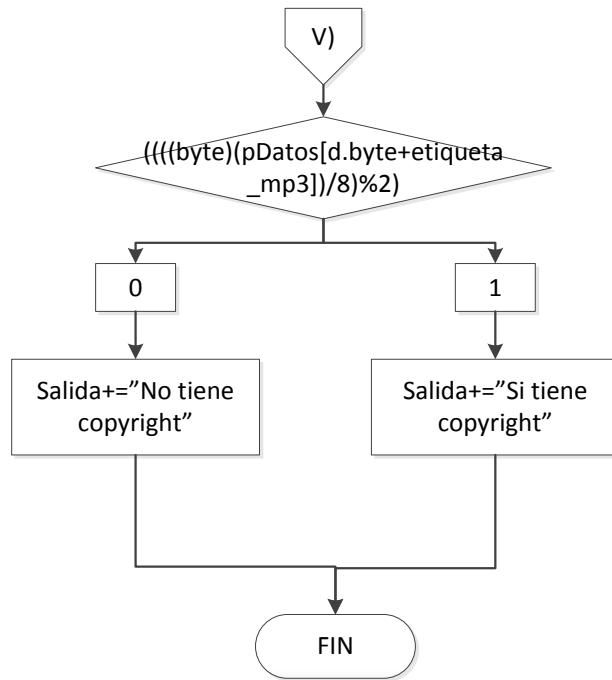 V)
((((byte)(pDatos[d.byte+etiqueta
_mp3])/8)%2)
0
1
Salida+=”No tiene
copyright”
Salida+=”Si tiene
copyright”
FIN